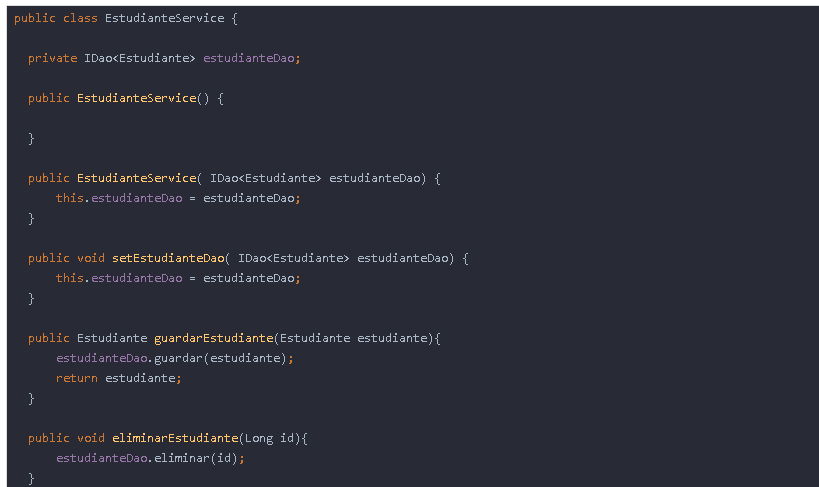 public class EstudianteService {
private IDao<Estudiante> estudianteDao;
public EstudianteService() {
}
public EstudianteService( IDao<Estudiante> estudianteDao) {
this.estudianteDao = estudianteDao;
}
public void setEstudianteDao( IDao<Estudiante> estudianteDao) {
this.estudianteDao = estudianteDao;
}
public Estudiante guardarEstudiante(Estudiante estudiante){
estudianteDao.guardar(estudiante);
return estudiante;
}
public void eliminarEstudiante(Long id){
estudianteDao.eliminar(id);
}